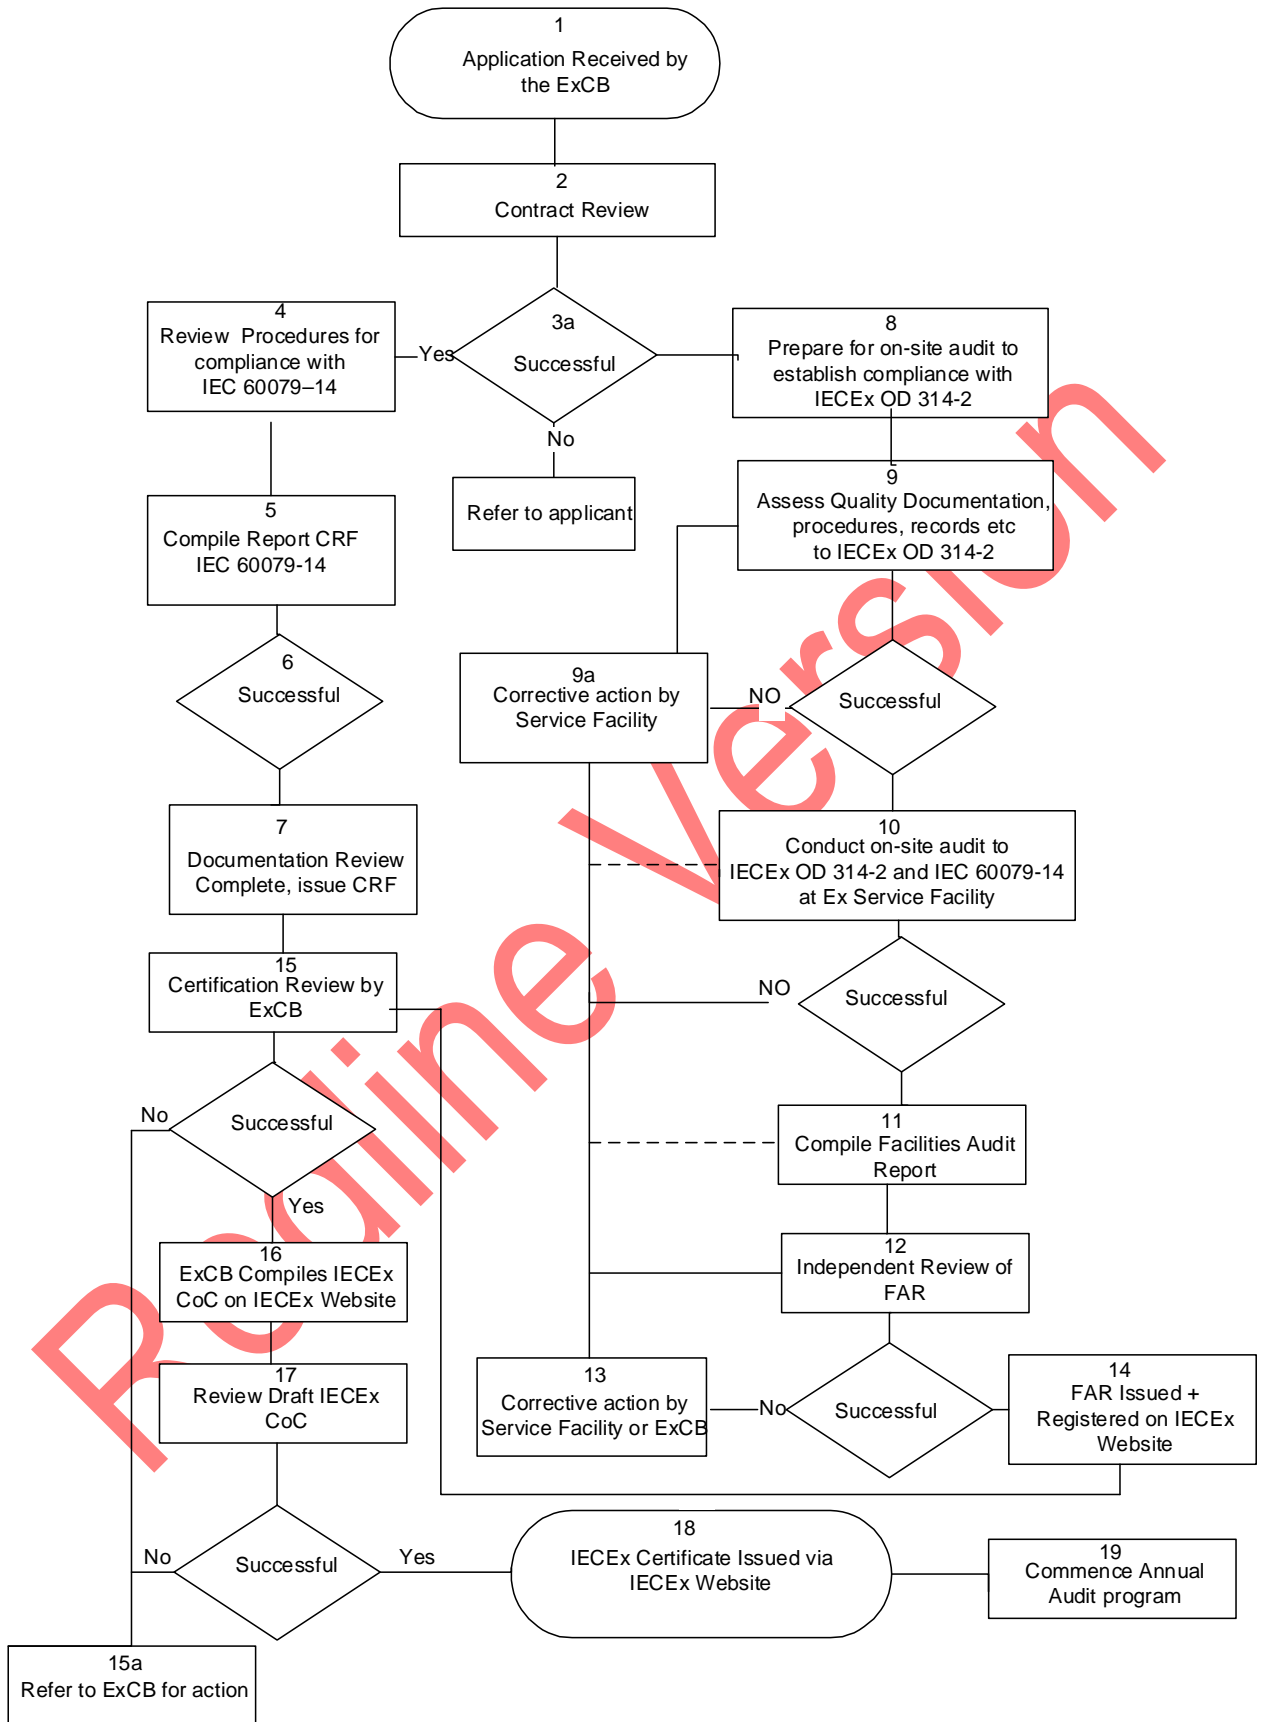 1
Application Received by
the ExCB
2
Contract Review
3a
Successful
Yes
No
Refer to applicant
4
Review Procedures for
compliance with
IEC 60079–14
5
Compile Report CRF
IEC 60079-14
6
Successful
7
Documentation Review
Complete, issue CRF
8
Prepare for on-site audit to
establish compliance with
IECEx OD 314-2
9
Assess Quality Documentation,
procedures, records etc
to IECEx OD 314-2
9a
Corrective action by
Service Facility
NO
Successful
10
Conduct on-site audit to
IECEx OD 314-2 and IEC 60079-14
at Ex Service Facility
NO
Successful
11
Compile Facilities Audit
Report
12
Independent Review of
FAR
13
Corrective action by
Service Facility or ExCB
No
Successful
14
FAR Issued +
Registered on IECEx
Website
15
Certification Review by
ExCB
No
Successful
Yes
16
ExCB Compiles IECEx
CoC on IECEx Website
17
Review Draft IECEx
CoC
No
Successful
Yes
18
IECEx Certificate Issued via
IECEx Website
19
Commence Annual
Audit program
15a
Refer to ExCB for action
Redline Version